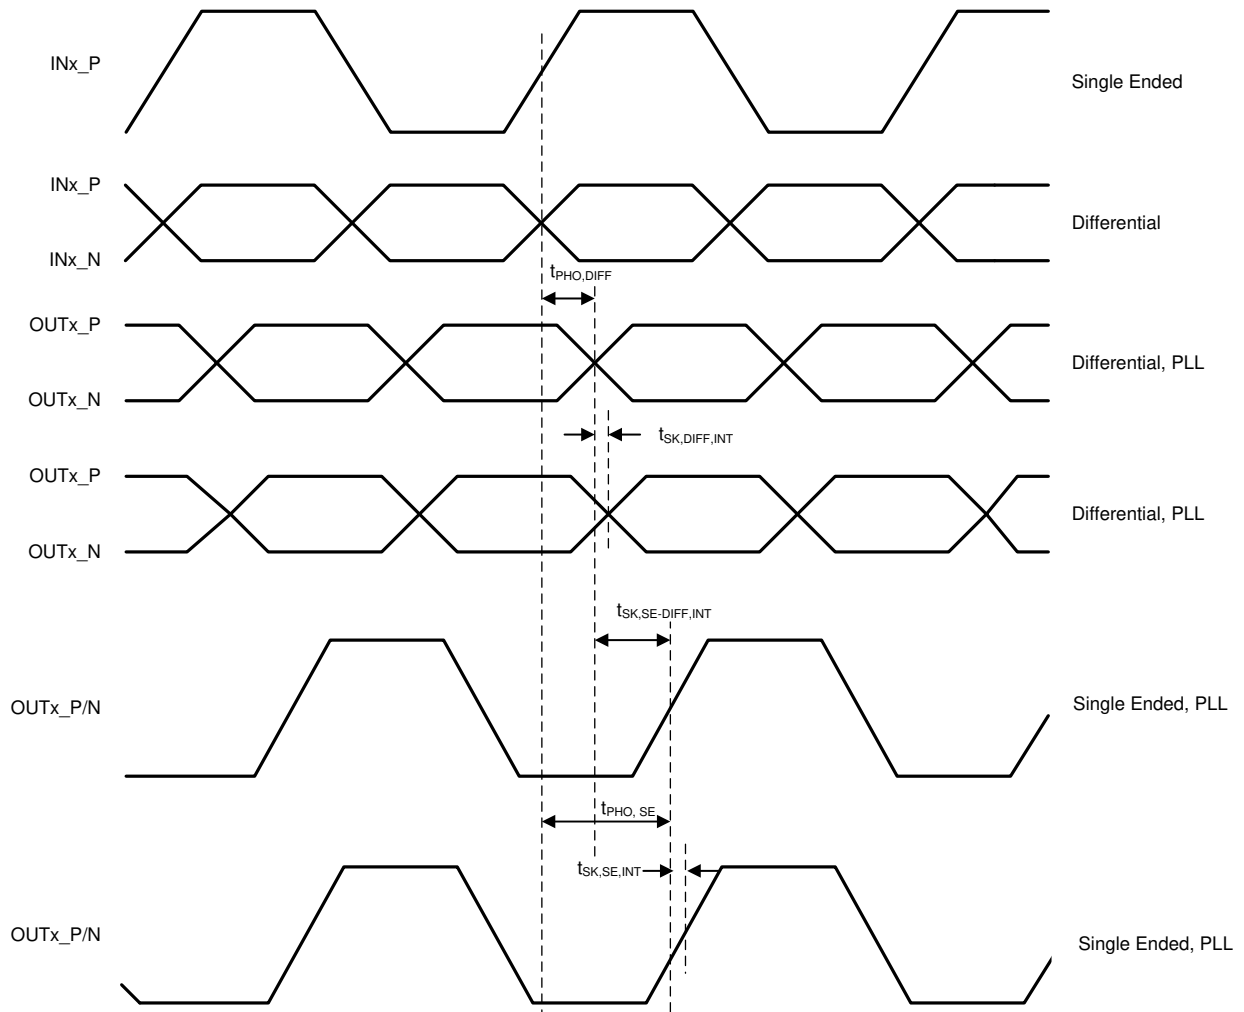 INx_P
Single Ended
INx_P
Differential
INx_N
tPHO,DIFF
OUTx_P
Differential, PLL
OUTx_N
tSK,DIFF,INT
OUTx_P
Differential, PLL
OUTx_N
tSK,SE-DIFF,INT
OUTx_P/N
Single Ended, PLL
tPHO, SE
tSK,SE,INT
OUTx_P/N
Single Ended, PLL